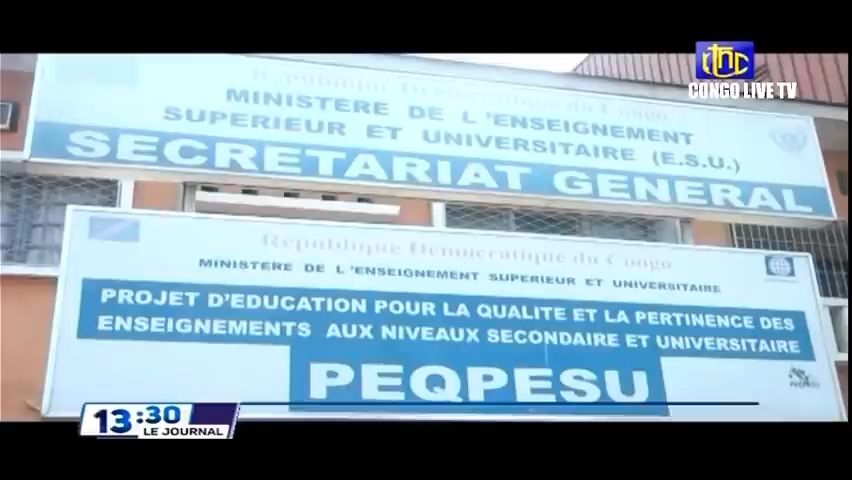 CONGO LIVE TV
République Démocratique du Congo
MINISTERE DE L'ENSEIGNEMENT
SUPERIEUR ET UNIVERSITAIRE (E.S.U.)
SECRETARIAT GENERAL
République Démocratique du Congo
MINISTERE DE L'ENSEIGNEMENT SUPERIEUR ET UNIVERSITAIRE
PROJET D'EDUCATION POUR LA QUALITE ET LA PERTINENCE DES
ENSEIGNEMENTS AUX NIVEAUX SECONDAIRE ET UNIVERSITAIRE
PEQPESU
13:30
LE JOURNAL